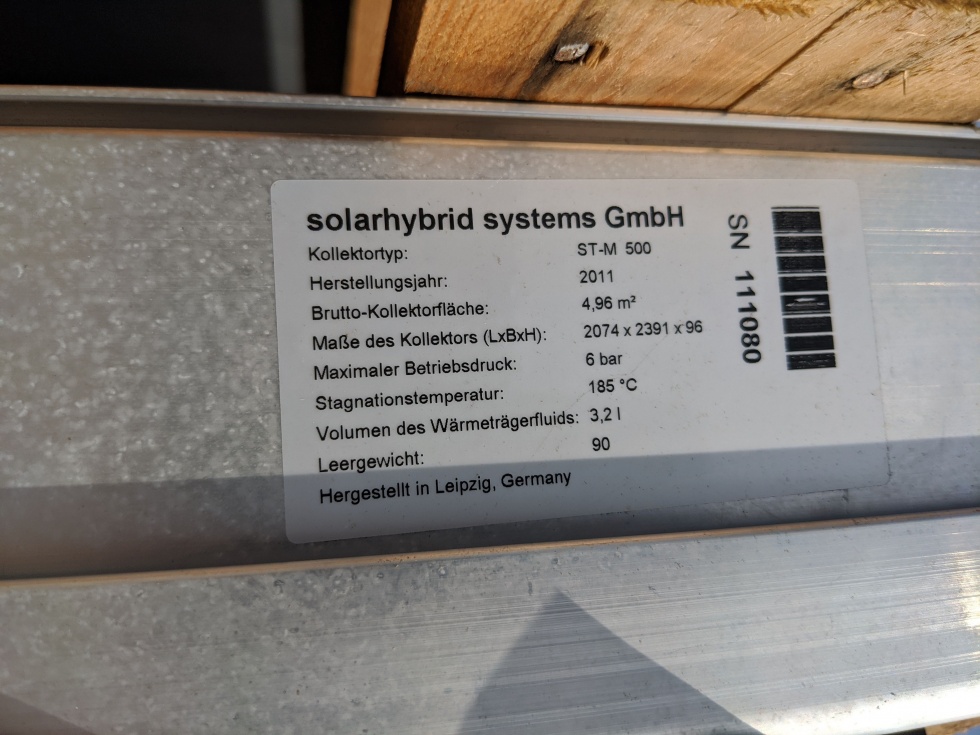 solarhybrid systems GmbH
Kollektortyp: ST-M 500
Herstellungsjahr: 2011
Brutto-Kollektorfläche: 4,96 m²
Maße des Kollektors (LxBxH): 2074 x 2391 x 96
Maximaler Betriebsdruck: 6 bar
Stagnationstemperatur: 185 °C
Volumen des Wärmeträgerfluids: 3,2 l
Leergewicht: 90
Hergestellt in Leipzig, Germany
SN 111080